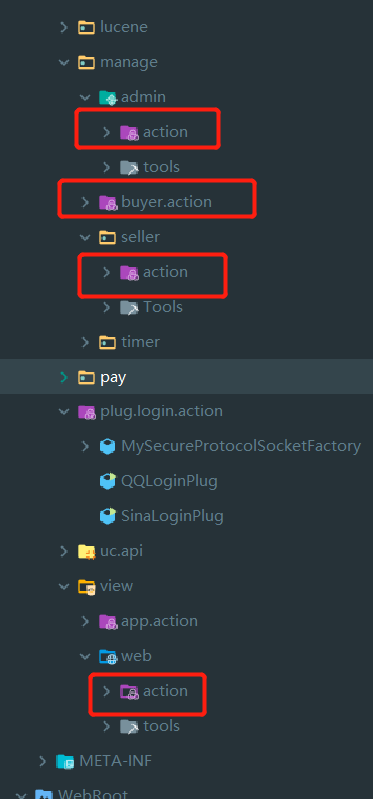 lucene
manage
admin
action
tools
buyer.action
seller
action
Tools
timer
pay
plug.login.action
MySecureProtocolSocketFactory
QQLoginPlug
SinaLoginPlug
uc.api
view
app.action
web
action
tools
META-INF
WebRoot